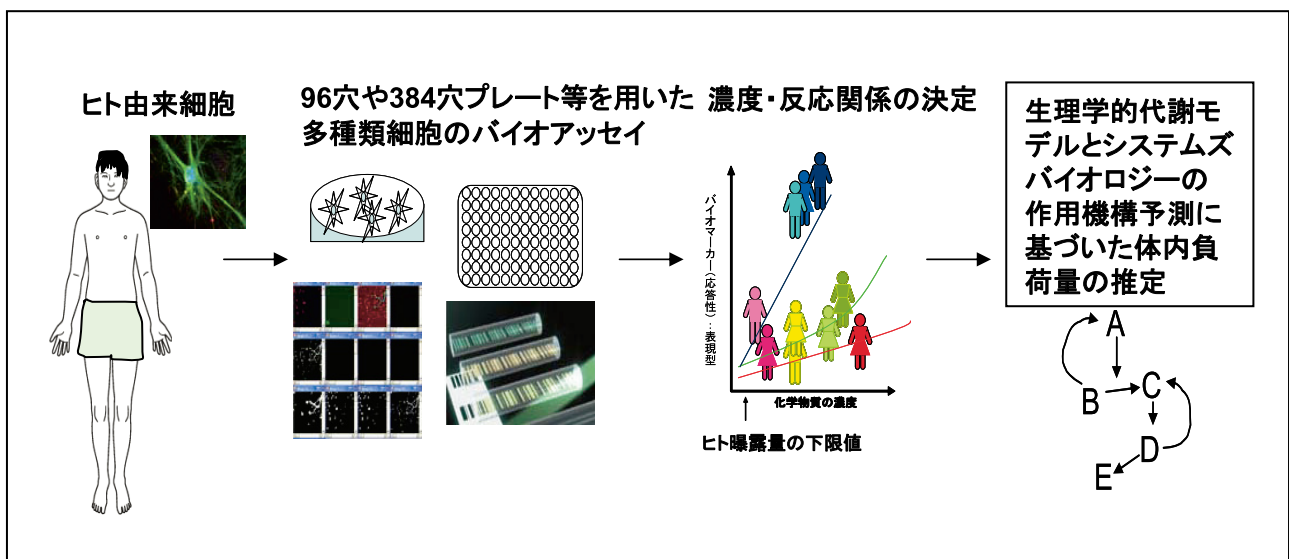 ヒト由来細胞
96穴や384穴プレート等を用いた
多種類細胞のバイオアッセイ
濃度・反応関係の決定
バイオマーカー(応答性):表現型
化学物質の濃度
ヒト曝露量の下限値
生理学的代謝モ
デルとシステムズ
バイオロジーの
作用機構予測に
基づいた体内負
荷量の推定
A
B
C
D
E